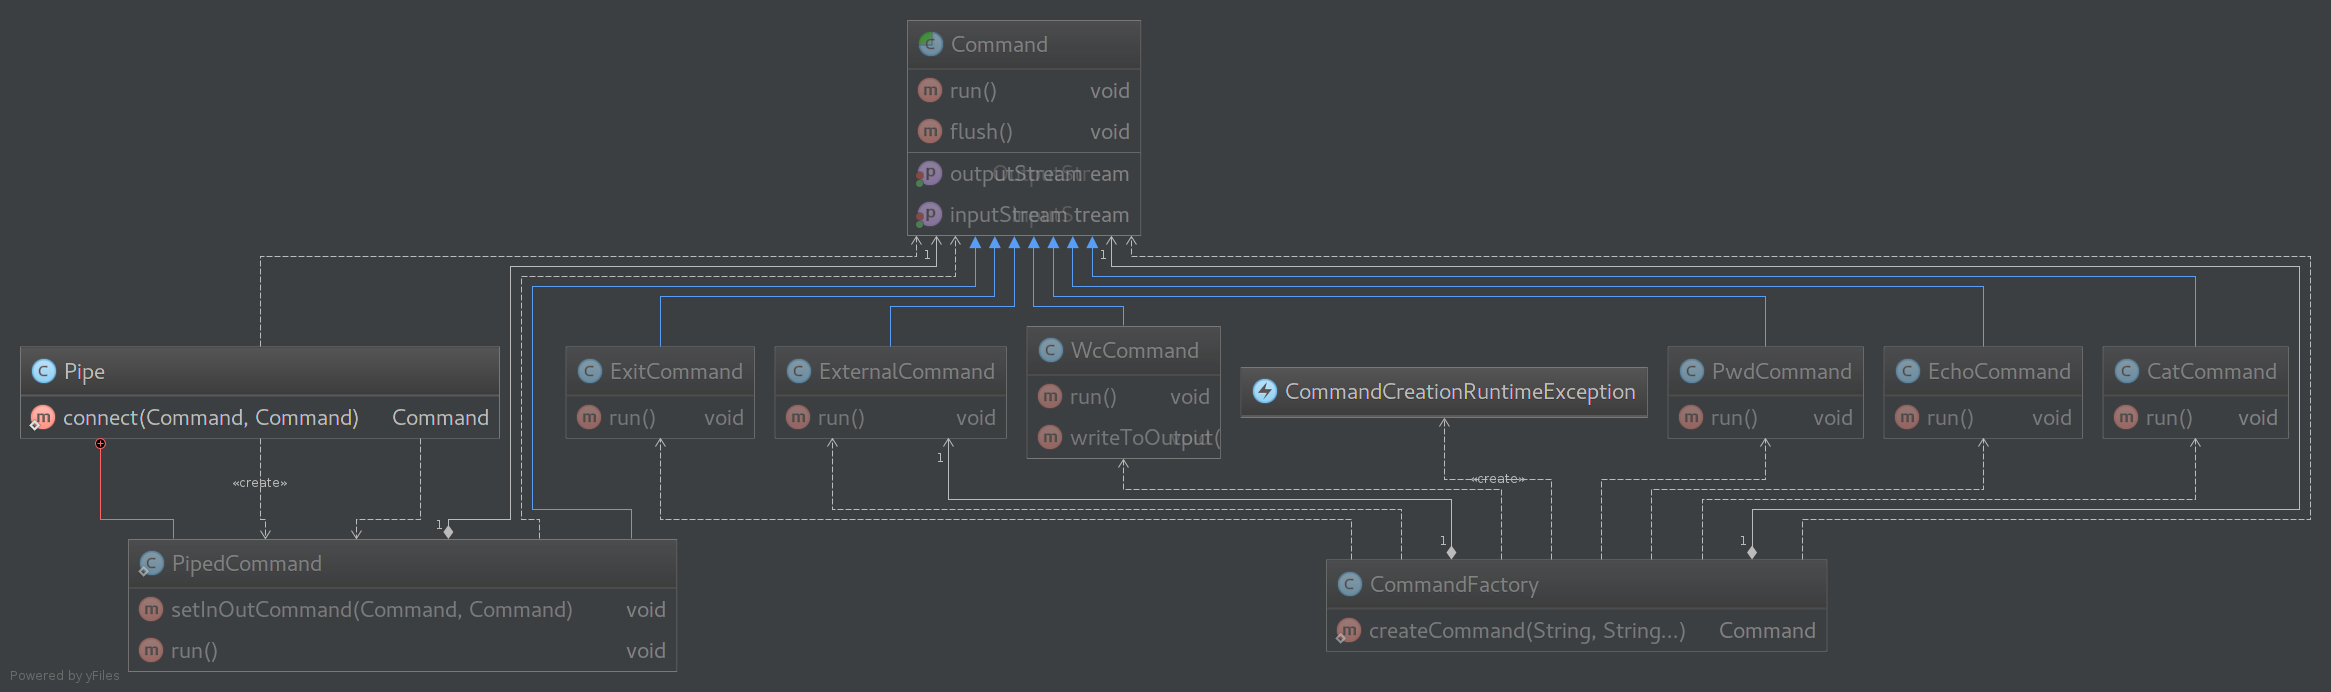 Command
run() void
flush() void
outputStream
inputStream
1
1
Pipe
connect(Command, Command) Command
ExitCommand
run() void
ExternalCommand
run() void
WcCommand
run() void
writeToOutput(
CommandCreationRuntimeException
PwdCommand
run() void
EchoCommand
run() void
CatCommand
run() void
1
«create»
«create»
1
1
1
PipedCommand
setInOutCommand(Command, Command) void
run() void
CommandFactory
createCommand(String, String...) Command
Powered by yFiles